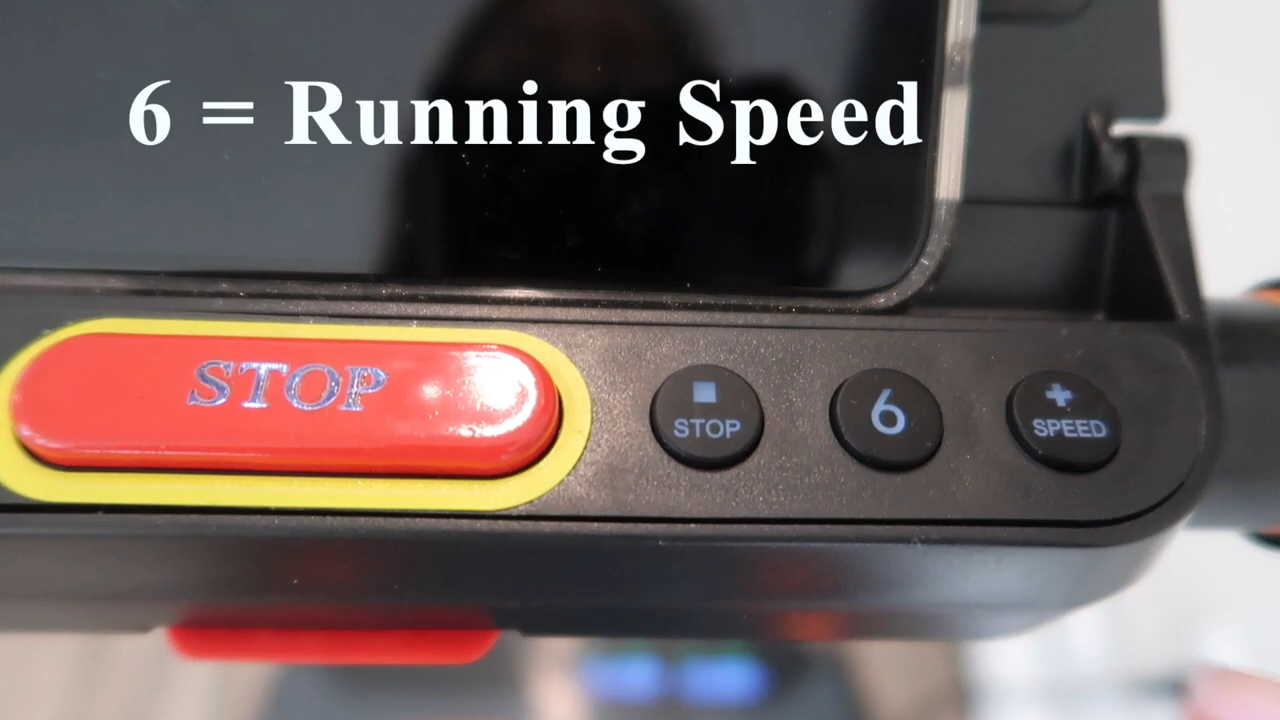 6 = Running Speed
STOP
STOP
6
+
SPEED